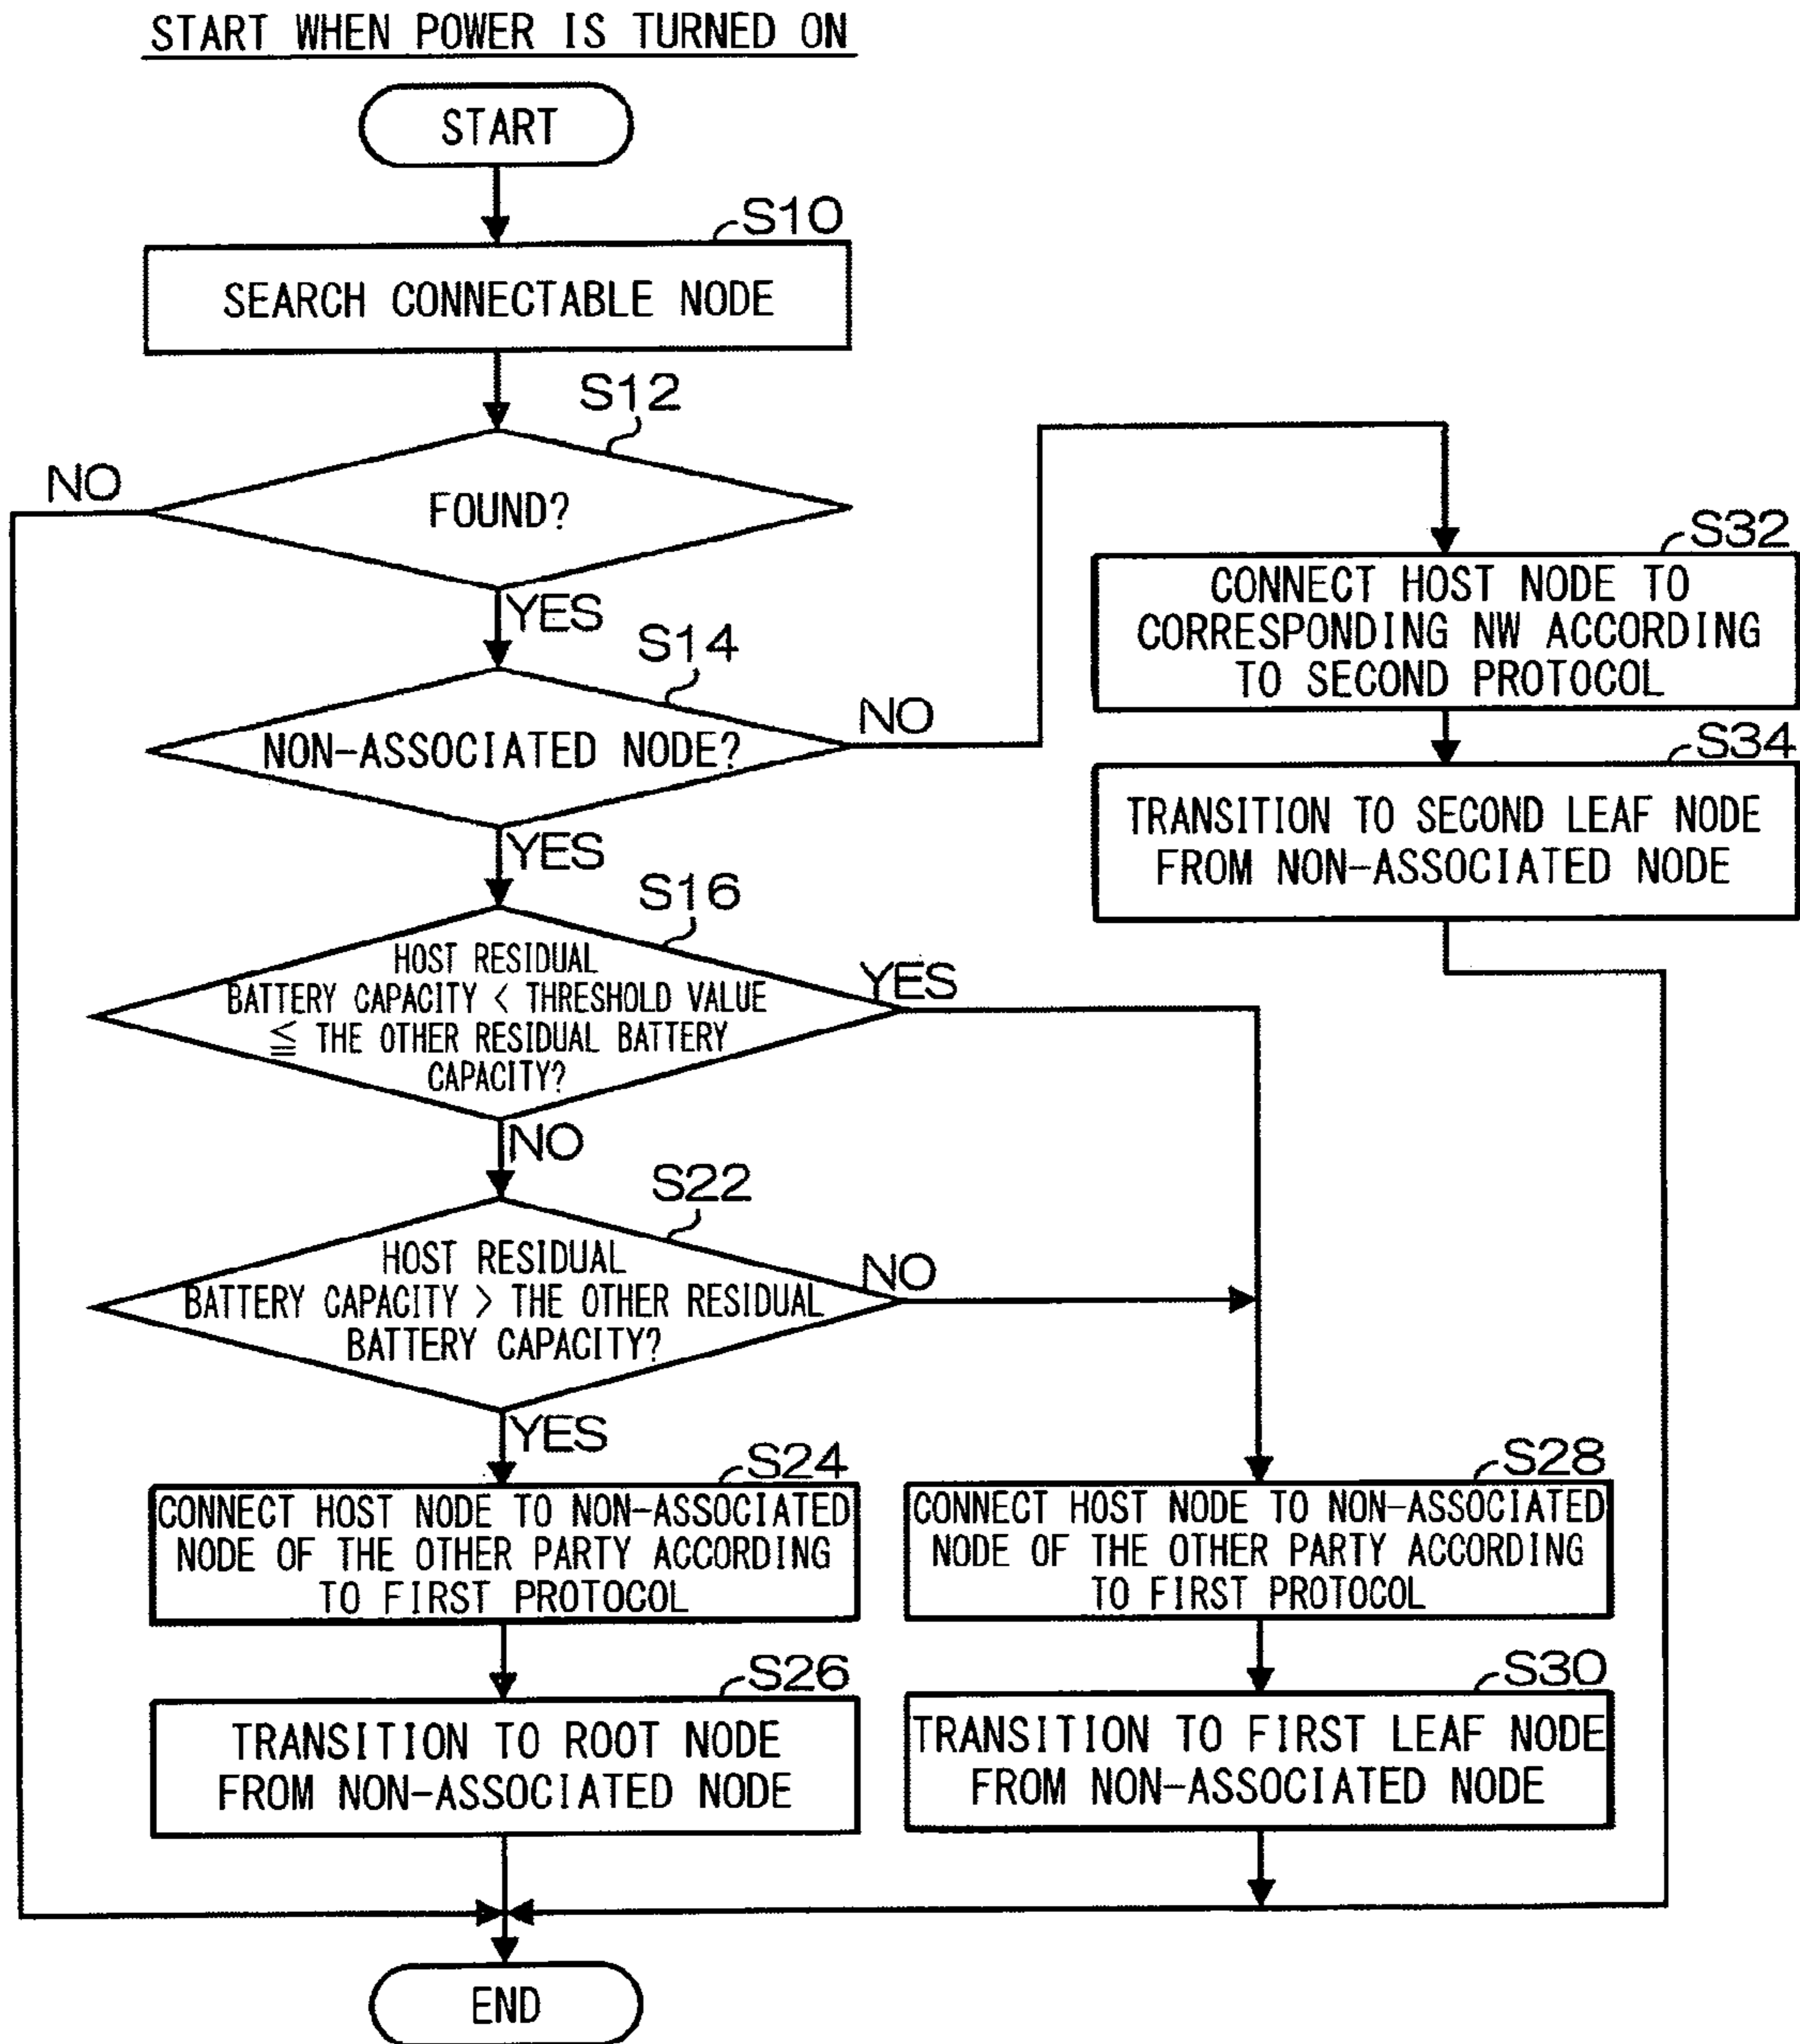 START WHEN POWER IS TURNED ON
START
S10
SEARCH CONNECTABLE NODE
S12
NO
FOUND?
YES
S14
NON-ASSOCIATED NODE?
NO
S32
CONNECT HOST NODE TO
CORRESPONDING NW ACCORDING
TO SECOND PROTOCOL
S34
TRANSITION TO SECOND LEAF NODE
FROM NON-ASSOCIATED NODE
YES
S16
HOST RESIDUAL
BATTERY CAPACITY < THRESHOLD VALUE
≦ THE OTHER RESIDUAL BATTERY
CAPACITY?
YES
NO
S22
HOST RESIDUAL
BATTERY CAPACITY > THE OTHER RESIDUAL
BATTERY CAPACITY?
NO
YES
S24
CONNECT HOST NODE TO NON-ASSOCIATED
NODE OF THE OTHER PARTY ACCORDING
TO FIRST PROTOCOL
S26
TRANSITION TO ROOT NODE
FROM NON-ASSOCIATED NODE
S28
CONNECT HOST NODE TO NON-ASSOCIATED
NODE OF THE OTHER PARTY ACCORDING
TO FIRST PROTOCOL
S30
TRANSITION TO FIRST LEAF NODE
FROM NON-ASSOCIATED NODE
END